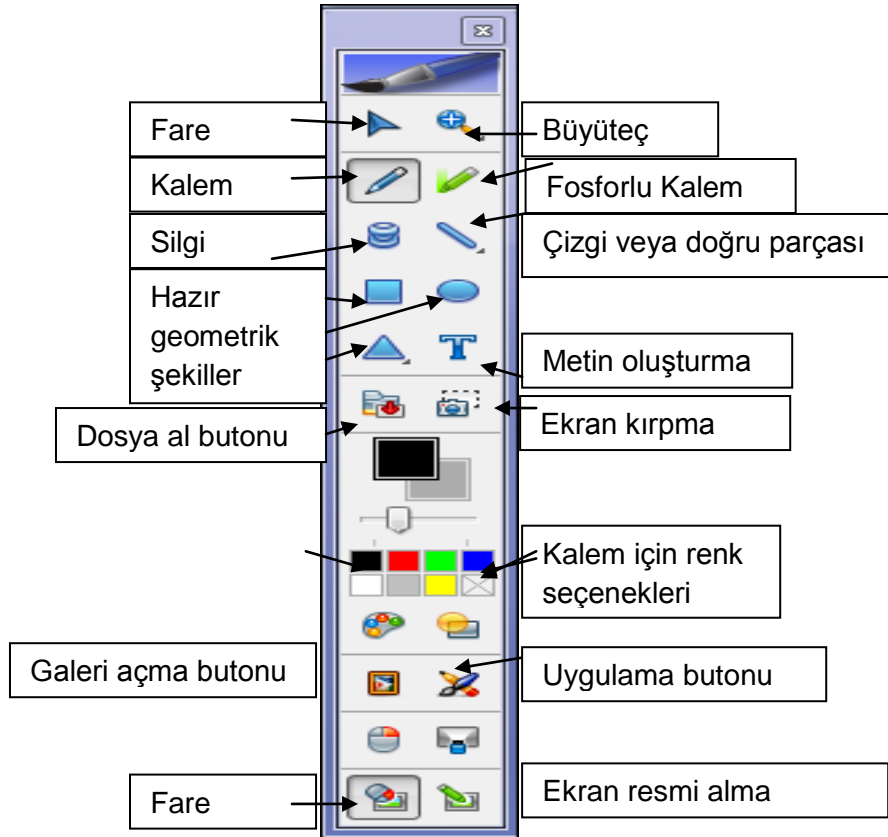 Fare
Büyüteç
Kalem
Fosforlu Kalem
Silgi
Çizgi veya doğru parçası
Hazır
geometrik
şekiller
Metin oluşturma
Dosya al butonu
Ekran kırpma
Kalem için renk
seçenekleri
Galeri açma butonu
Uygulama butonu
Fare
Ekran resmi alma